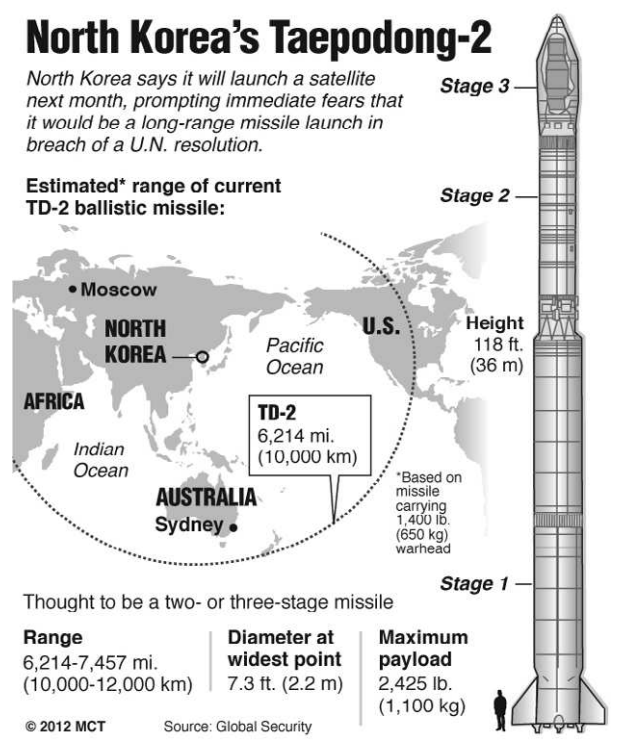 North Korea's Taepodong-2
North Korea says it will launch a satellite
next month, prompting immediate fears that
it would be a long-range missile launch in
breach of a U.N. resolution.
Estimated* range of current
TD-2 ballistic missile:
Stage 3
Stage 2
Moscow
NORTH
KOREA
U.S.
Pacific
Ocean
Height
118 ft.
(36 m)
AFRICA
TD-2
6,214 mi.
(10,000 km)
Indian
Ocean
AUSTRALIA
Sydney
*Based on
missile
carrying
1,400 lb.
(650 kg)
warhead
Stage 1
Thought to be a two- or three-stage missile
Range
6,214-7,457 mi.
(10,000-12,000 km)
Diameter at
widest point
7.3 ft. (2.2 m)
Maximum
payload
2,425 lb.
(1,100 kg)
© 2012 MCT
Source: Global Security